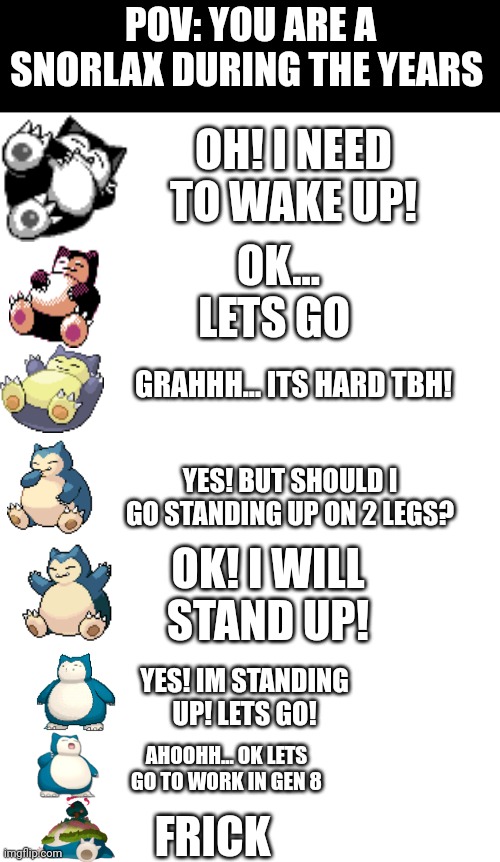 POV: YOU ARE A
SNORLAX DURING THE YEARS
OH! I NEED
TO WAKE UP!
OK...
LETS GO
GRAHHH... ITS HARD TBH!
YES! BUT SHOULD I
GO STANDING UP ON 2 LEGS?
OK! I WILL
STAND UP!
YES! IM STANDING
UP! LETS GO!
AHOOHH... OK LETS
GO TO WORK IN GEN 8
FRICK
imgflip.com